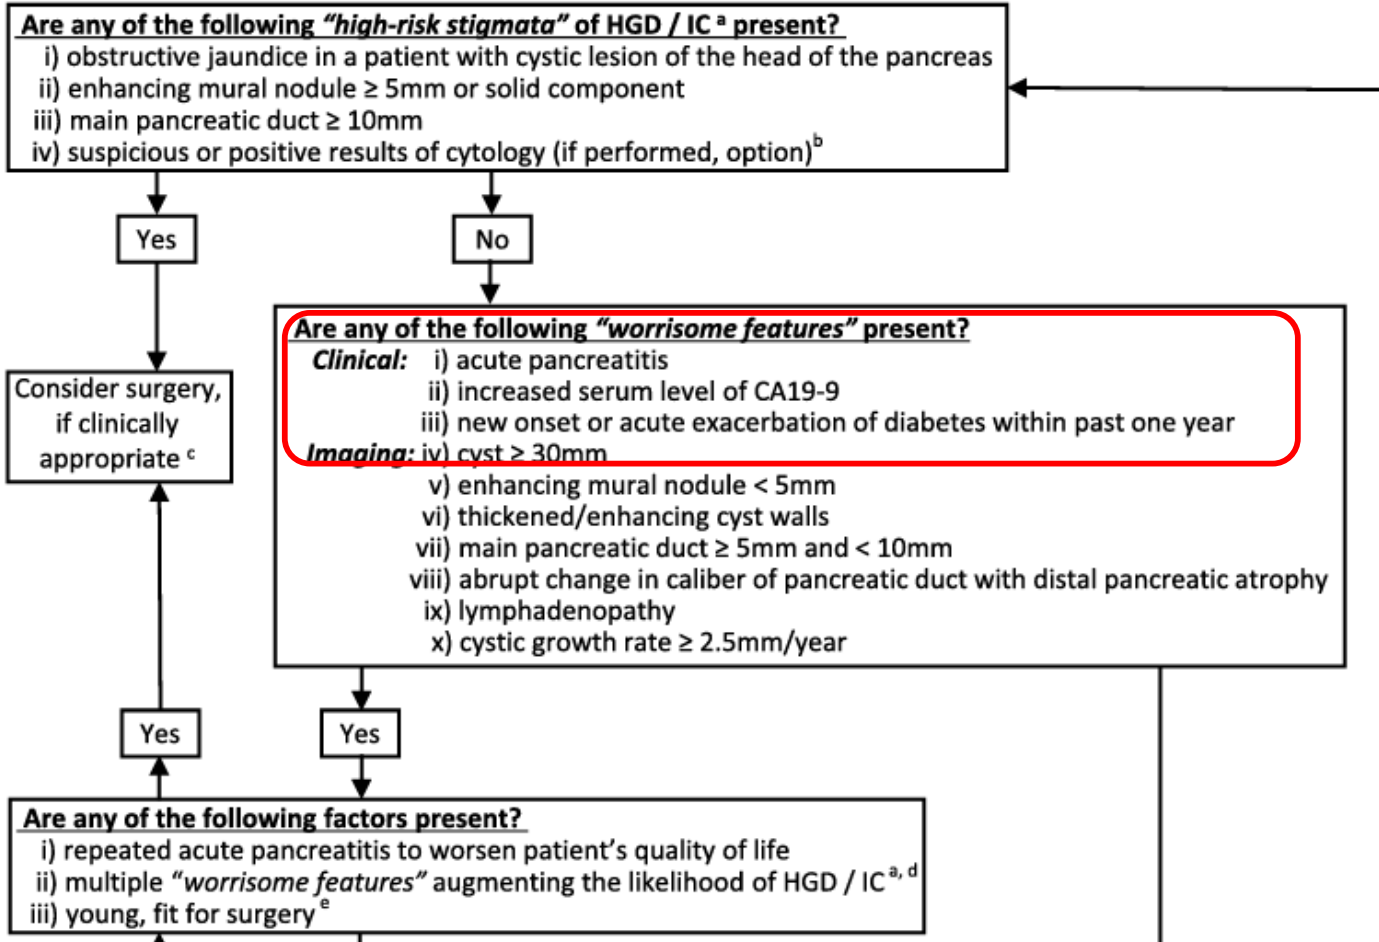 Are any of the following “high-risk stigmata” of HGD / IC a present?
i) obstructive jaundice in a patient with cystic lesion of the head of the pancreas
ii) enhancing mural nodule ≥ 5mm or solid component
iii) main pancreatic duct ≥ 10mm
iv) suspicious or positive results of cytology (if performed, option)b
Yes
No
Consider surgery,
if clinically
appropriate c
Are any of the following “worrisome features” present?
Clinical: i) acute pancreatitis
ii) increased serum level of CA19-9
iii) new onset or acute exacerbation of diabetes within past one year
Imaging: iv) cyst ≥ 30mm
v) enhancing mural nodule < 5mm
vi) thickened/enhancing cyst walls
vii) main pancreatic duct ≥ 5mm and < 10mm
viii) abrupt change in caliber of pancreatic duct with distal pancreatic atrophy
ix) lymphadenopathy
x) cystic growth rate ≥ 2.5mm/year
Yes
Yes
Are any of the following factors present?
i) repeated acute pancreatitis to worsen patient’s quality of life
ii) multiple “worrisome features” augmenting the likelihood of HGD / IC a, d
iii) young, fit for surgery e